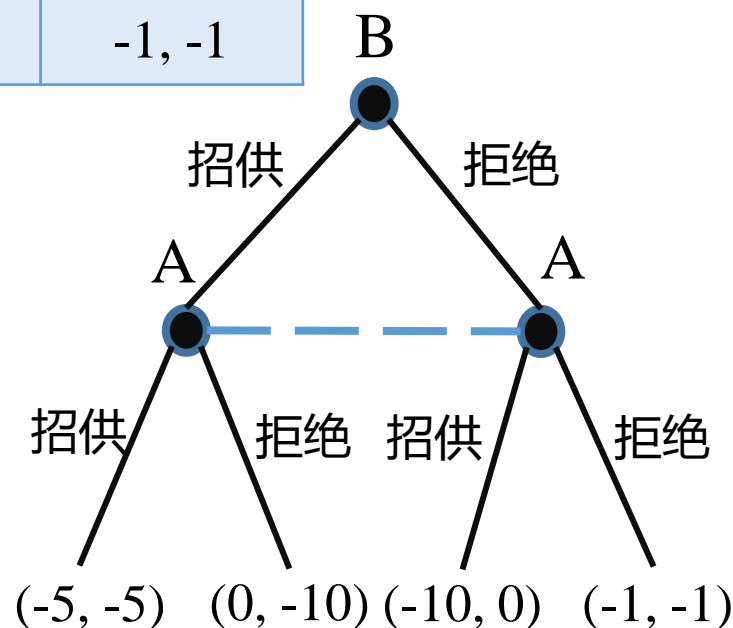 -1, -1
B
招供 拒绝
A A
招供 拒绝 招供 拒绝
(-5, -5) (0, -10) (-10, 0) (-1, -1)